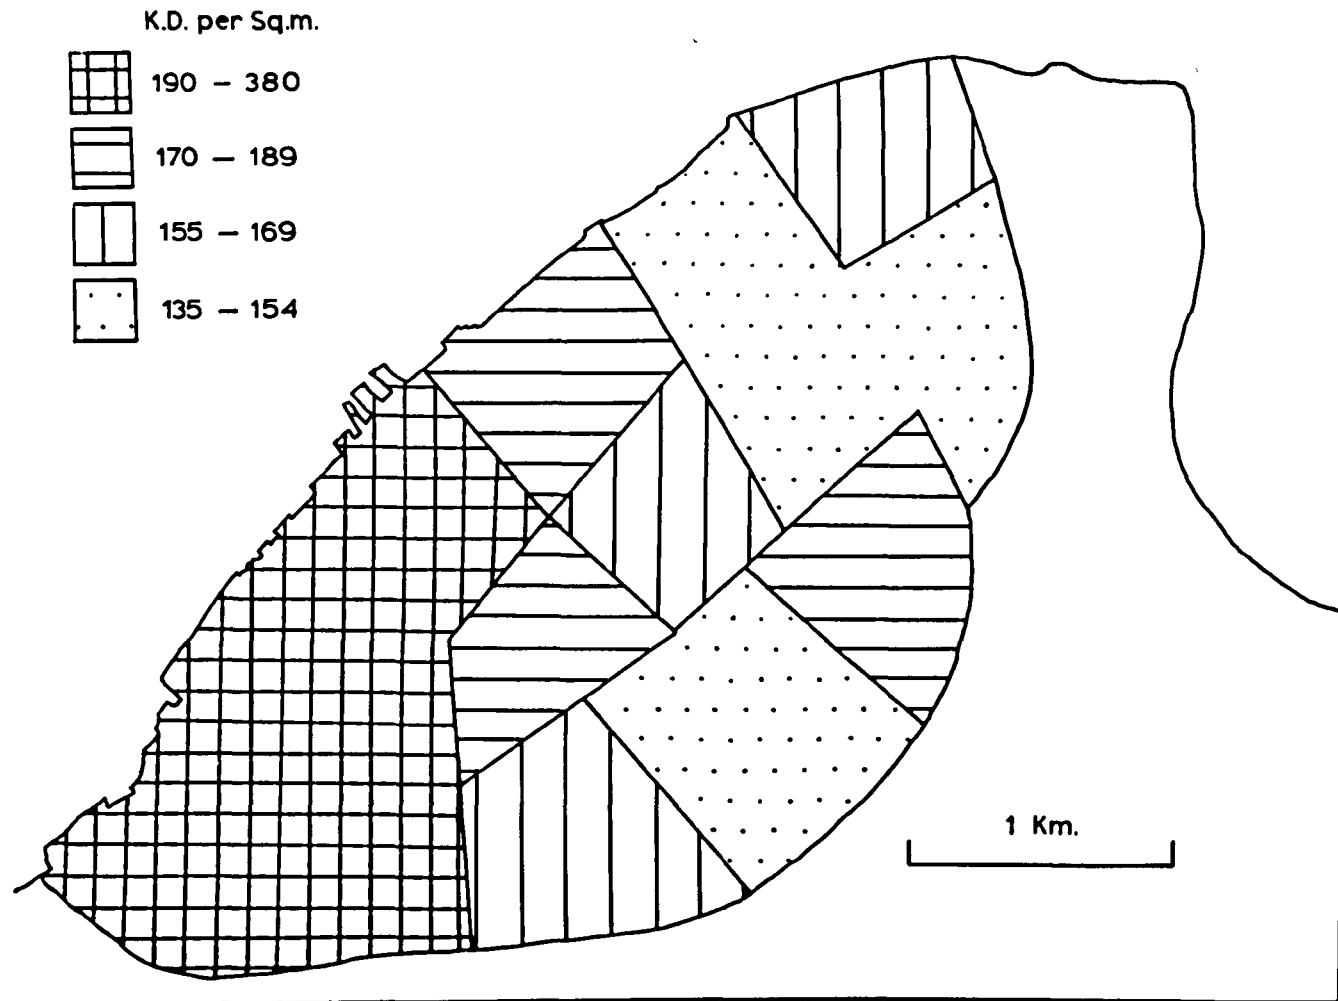 K.D. per Sq.m.
190 – 380
170 – 189
155 – 169
135 – 154
1 Km.